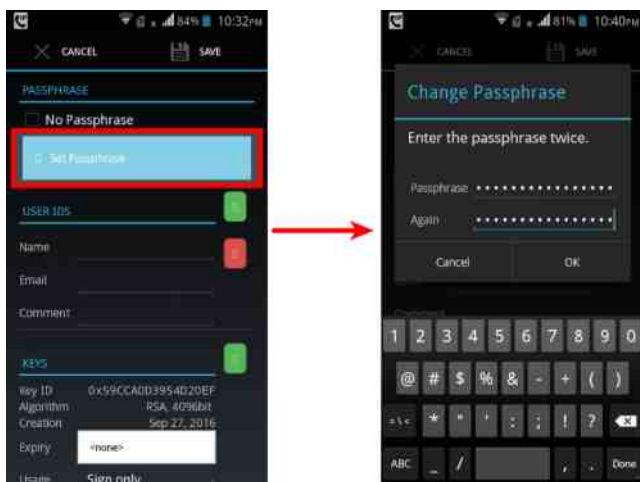 84% 10:32PM
CANCEL SAVE
PASSPHRASE
No Passphrase
Set Passphrase
USER IDS
Name
Email
Comment
KEYS
Key ID 0x59CCA0D3954D20EF
Algorithm RSA, 4096bit
Creation Sep 27, 2016
Expiry <none>
Usage Sign only
81% 10:40PM
CANCEL SAVE
Change Passphrase
Enter the passphrase twice.
Passphrase ................
Again ................
Cancel OK
Comment
1 2 3 4 5 6 7 8 9 0
@ # $ % & - + ( )
=\< * " ' : ; ! ?
ABC _ / , . Done